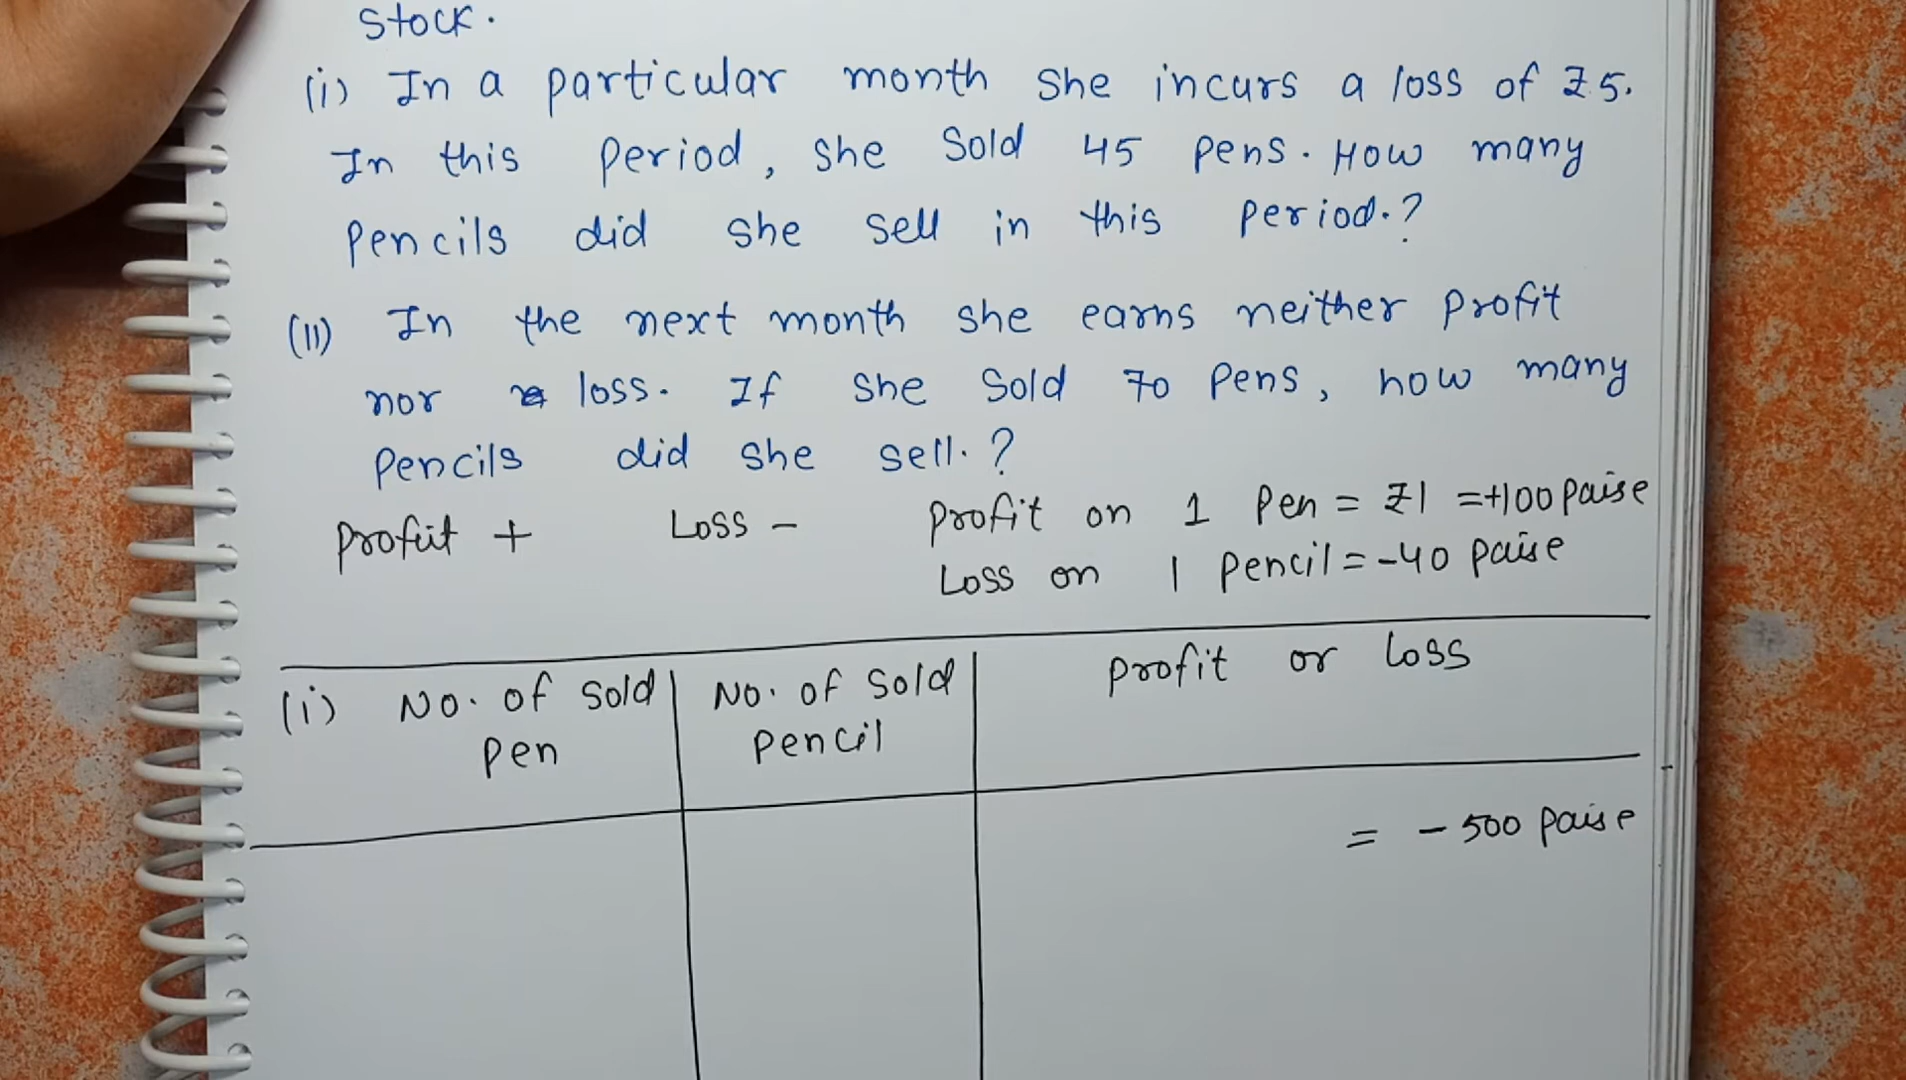 Stock.
(i) In a particular month she incurs a loss of ₹5.
In this Period, she Sold 45 pens. How many
Pencils did she sell in this period.?
(II) In the next month she earns neither profit
nor loss. If she Sold 70 Pens, how many
Pencils did she sell.?
Profit + Loss - Profit on 1 Pen = ₹1 =+100 Paise
Loss on 1 Pencil = -40 Paise
(i) No. of Sold Pen | No. of Sold Pencil | Profit or Loss
= - 500 Paise